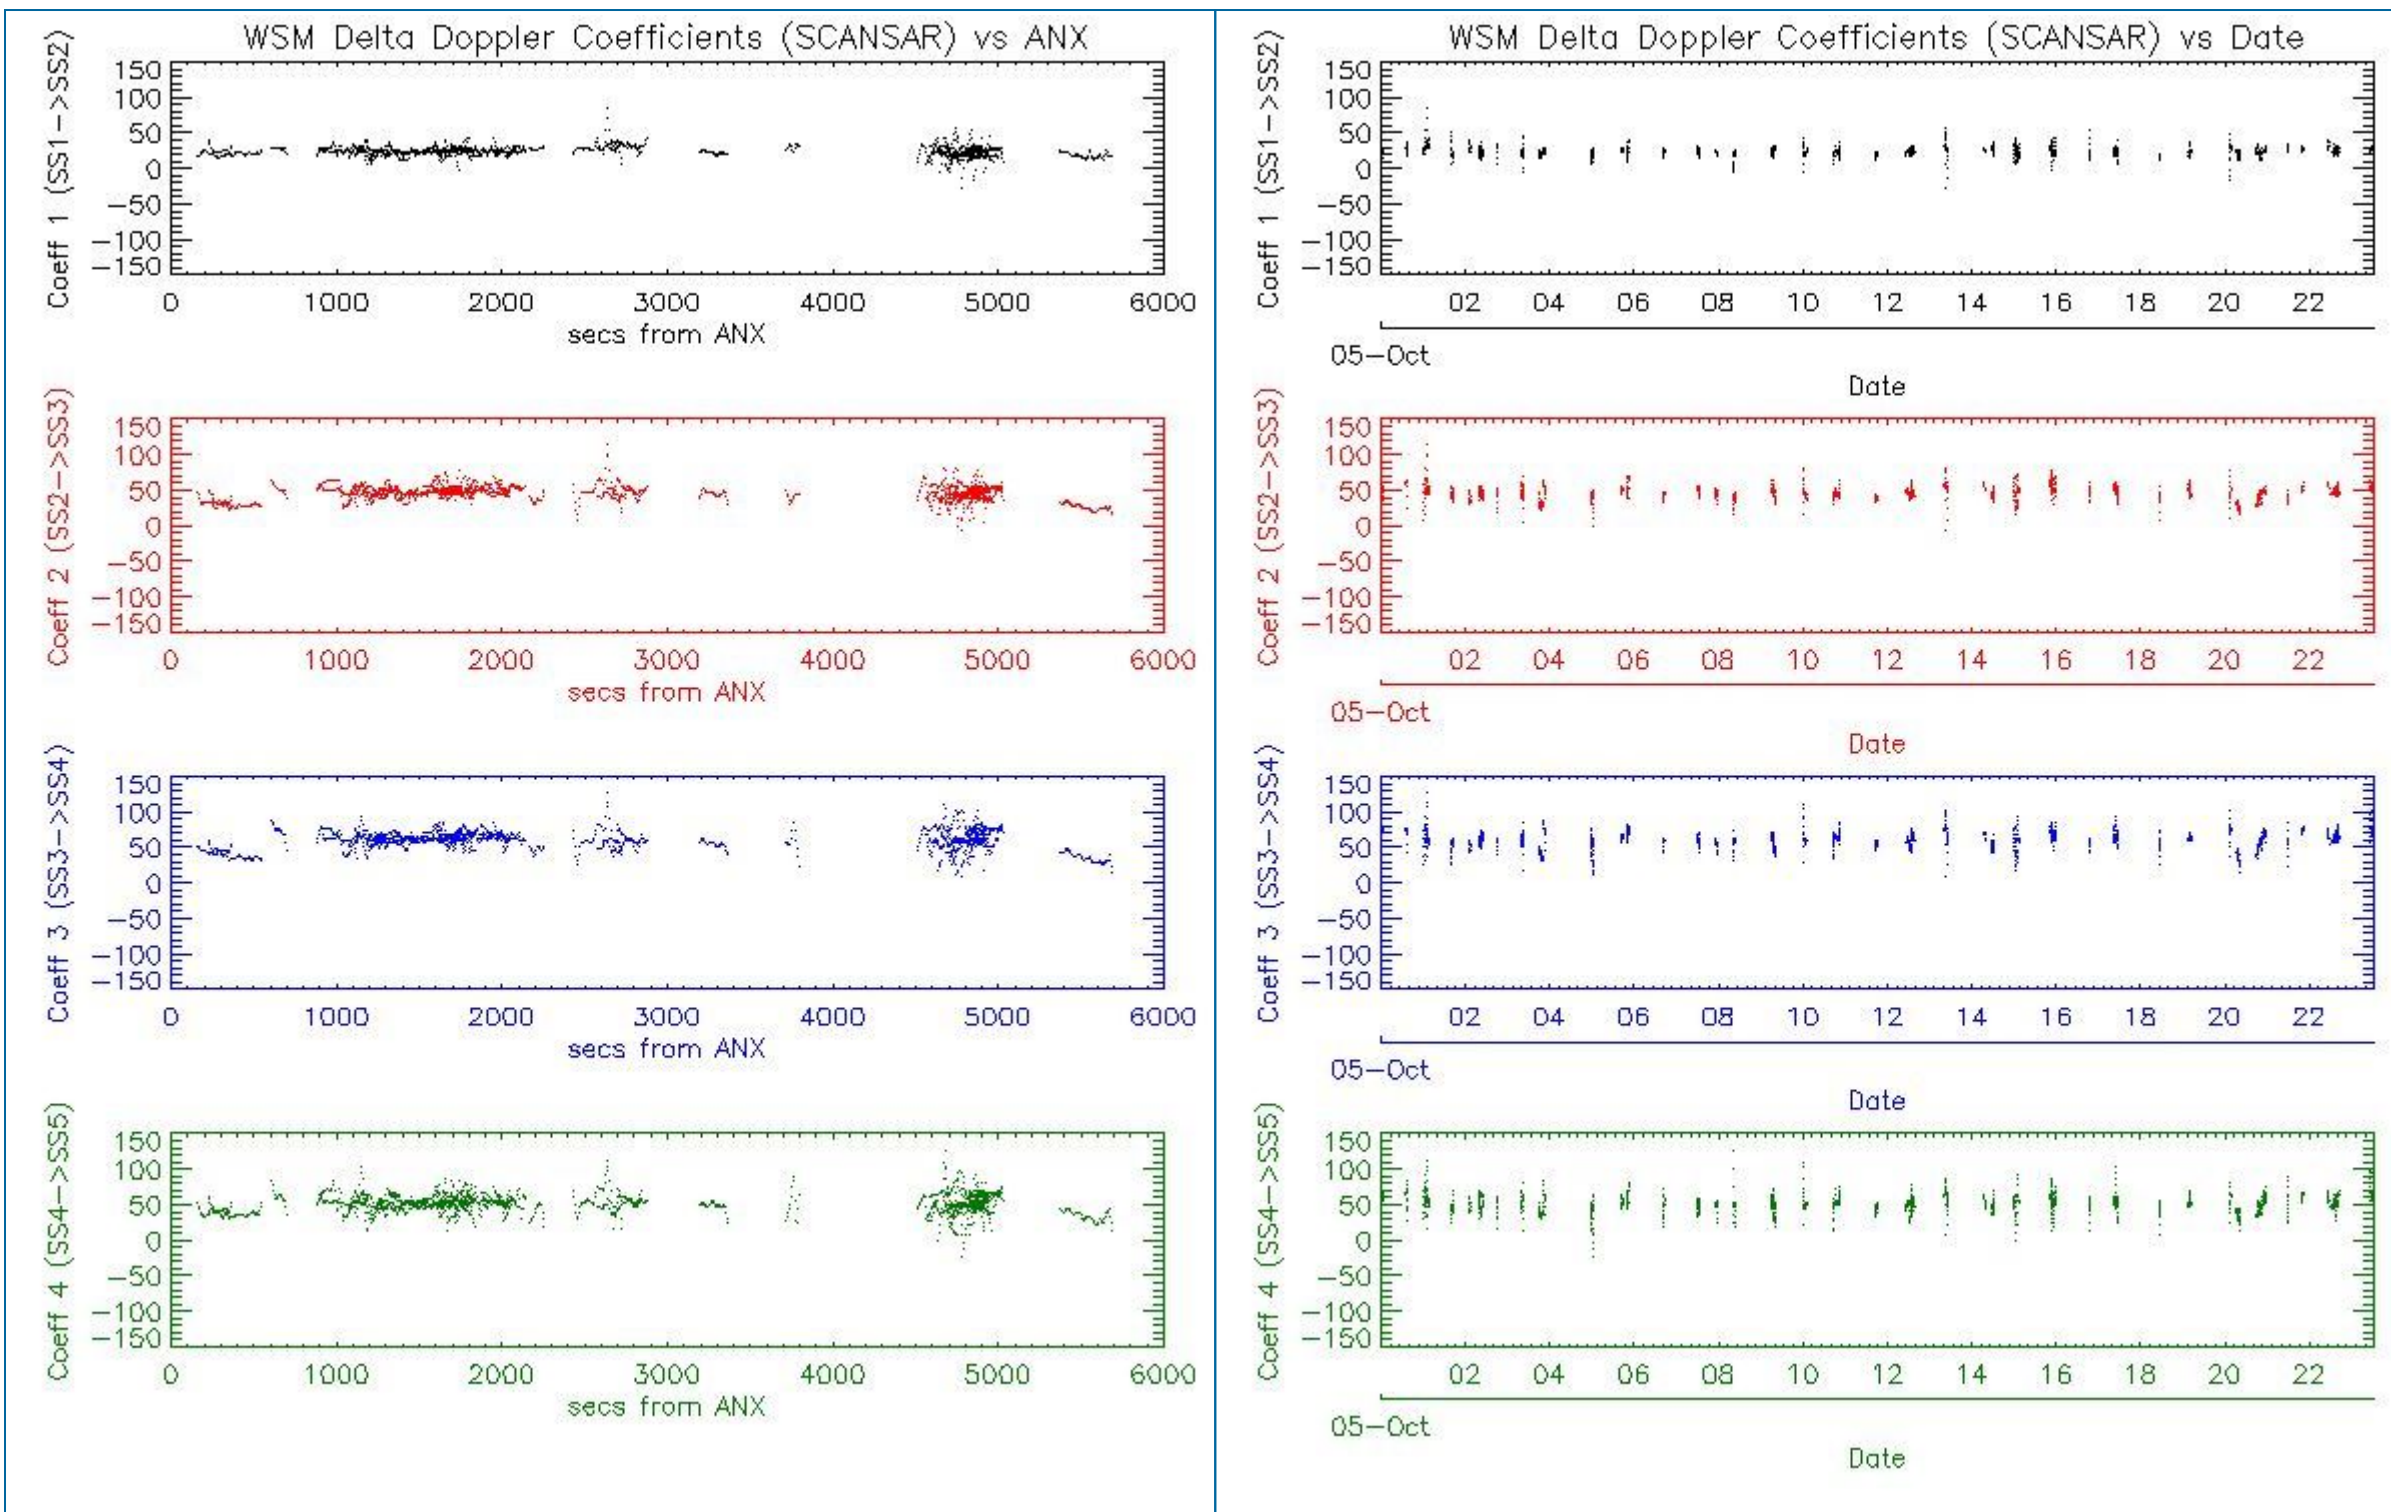 WSM Delta Doppler Coefficients (SCANSAR) vs ANX
Coeff 1 (SS1->SS2)
150
100
50
0
-50
-100
-150
0 1000 2000 3000 4000 5000 6000
secs from ANX
Coeff 2 (SS2->SS3)
150
100
50
0
-50
-100
-150
0 1000 2000 3000 4000 5000 6000
secs from ANX
Coeff 3 (SS3->SS4)
150
100
50
0
-50
-100
-150
0 1000 2000 3000 4000 5000 6000
secs from ANX
Coeff 4 (SS4->SS5)
150
100
50
0
-50
-100
-150
0 1000 2000 3000 4000 5000 6000
secs from ANX
WSM Delta Doppler Coefficients (SCANSAR) vs Date
Coeff 1 (SS1->SS2)
150
100
50
0
-50
-100
-150
02 04 06 08 10 12 14 16 18 20 22
05-Oct
Date
Coeff 2 (SS2->SS3)
150
100
50
0
-50
-100
-150
02 04 06 08 10 12 14 16 18 20 22
05-Oct
Date
Coeff 3 (SS3->SS4)
150
100
50
0
-50
-100
-150
02 04 06 08 10 12 14 16 18 20 22
05-Oct
Date
Coeff 4 (SS4->SS5)
150
100
50
0
-50
-100
-150
02 04 06 08 10 12 14 16 18 20 22
05-Oct
Date